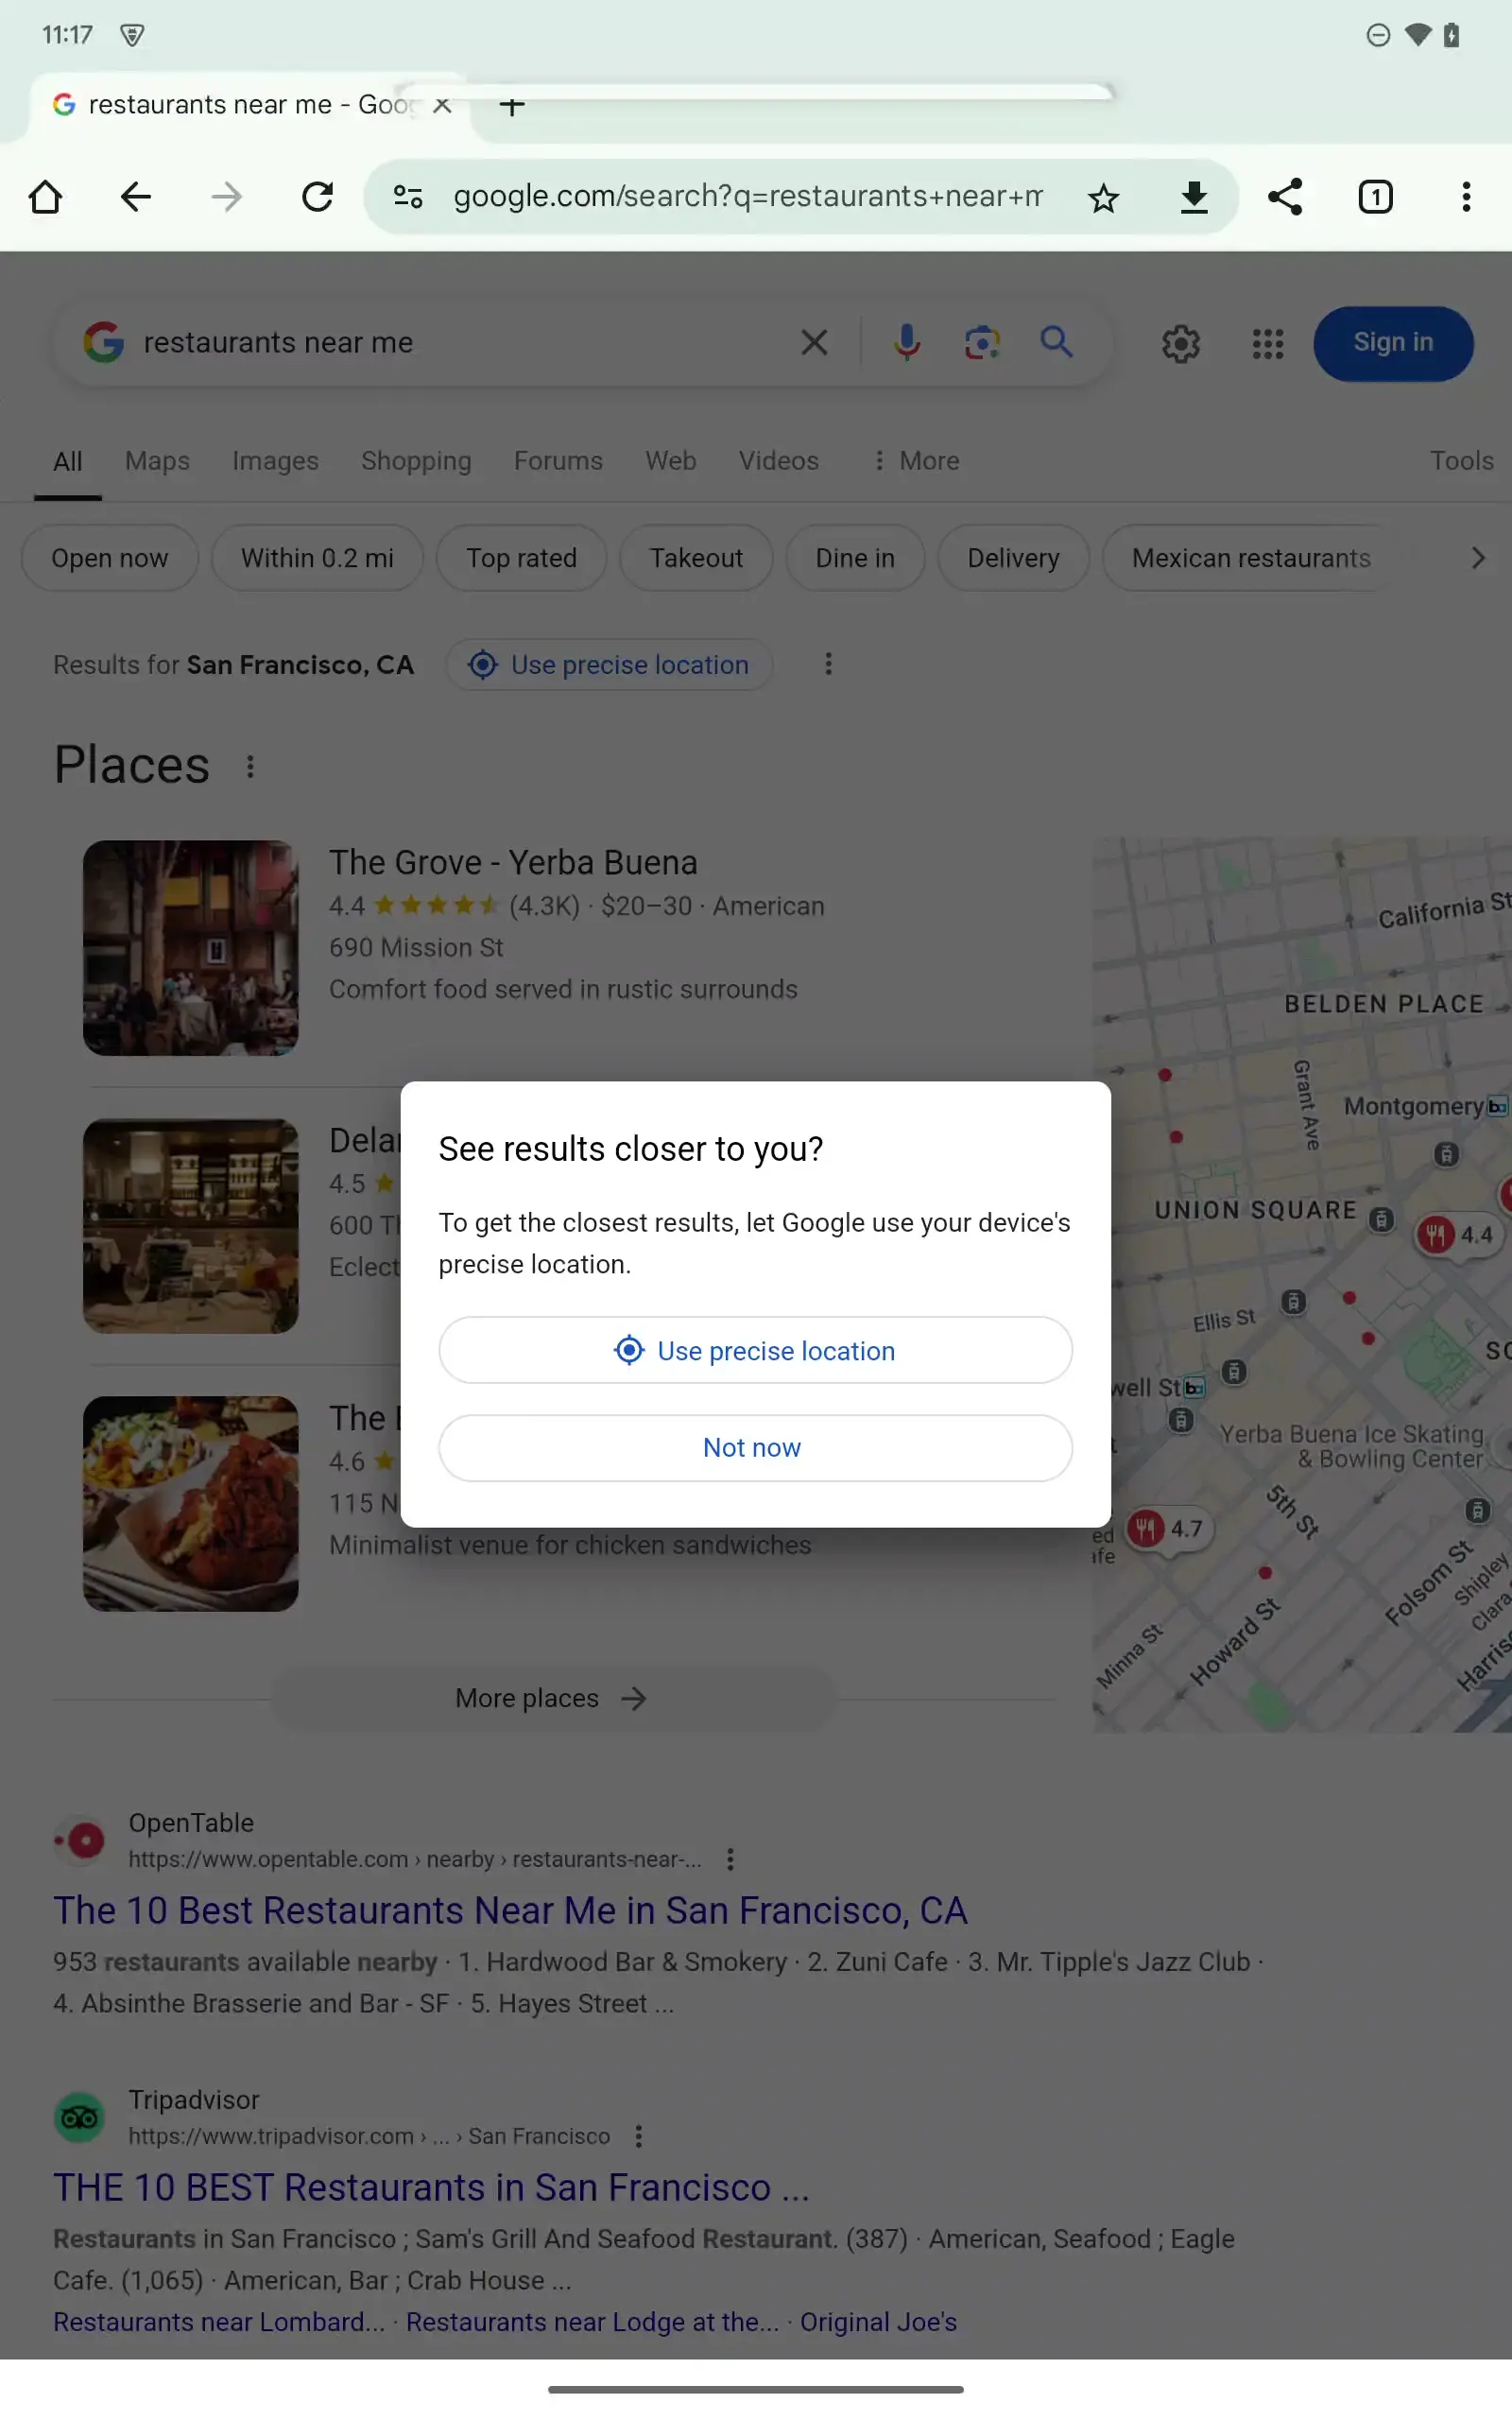 11:17
restaurants near me - Goo
google.com/search?q=restaurants+near+m
1
restaurants near me
Sign in
All Maps Images Shopping Forums Web Videos More Tools
Open now Within 0.2 mi Top rated Takeout Dine in Delivery Mexican restaurants
Results for San Francisco, CA Use precise location
Places
The Grove - Yerba Buena
4.4 (4.3K) · $20–30 · American
690 Mission St
Comfort food served in rustic surrounds
California St
BELDEN PLACE
Grant Ave
Montgomery
UNION SQUARE
4.4
Ellis St
well St
Yerba Buena Ice Skating
& Bowling Center
5th St
4.7
Folsom St
Shipley
Clara
Howard St
Minna St
Harris
Delar
4.5
600 Th
Eclect
See results closer to you?
To get the closest results, let Google use your device's
precise location.
Use precise location
Not now
The
4.6
115 N
Minimalist venue for chicken sandwiches
More places
OpenTable
https://www.opentable.com › nearby › restaurants-near-...
The 10 Best Restaurants Near Me in San Francisco, CA
953 restaurants available nearby · 1. Hardwood Bar & Smokery · 2. Zuni Cafe · 3. Mr. Tipple's Jazz Club ·
4. Absinthe Brasserie and Bar - SF · 5. Hayes Street ...
Tripadvisor
https://www.tripadvisor.com › ... › San Francisco
THE 10 BEST Restaurants in San Francisco ...
Restaurants in San Francisco ; Sam's Grill And Seafood Restaurant. (387) · American, Seafood ; Eagle
Cafe. (1,065) · American, Bar ; Crab House ...
Restaurants near Lombard... · Restaurants near Lodge at the... · Original Joe's